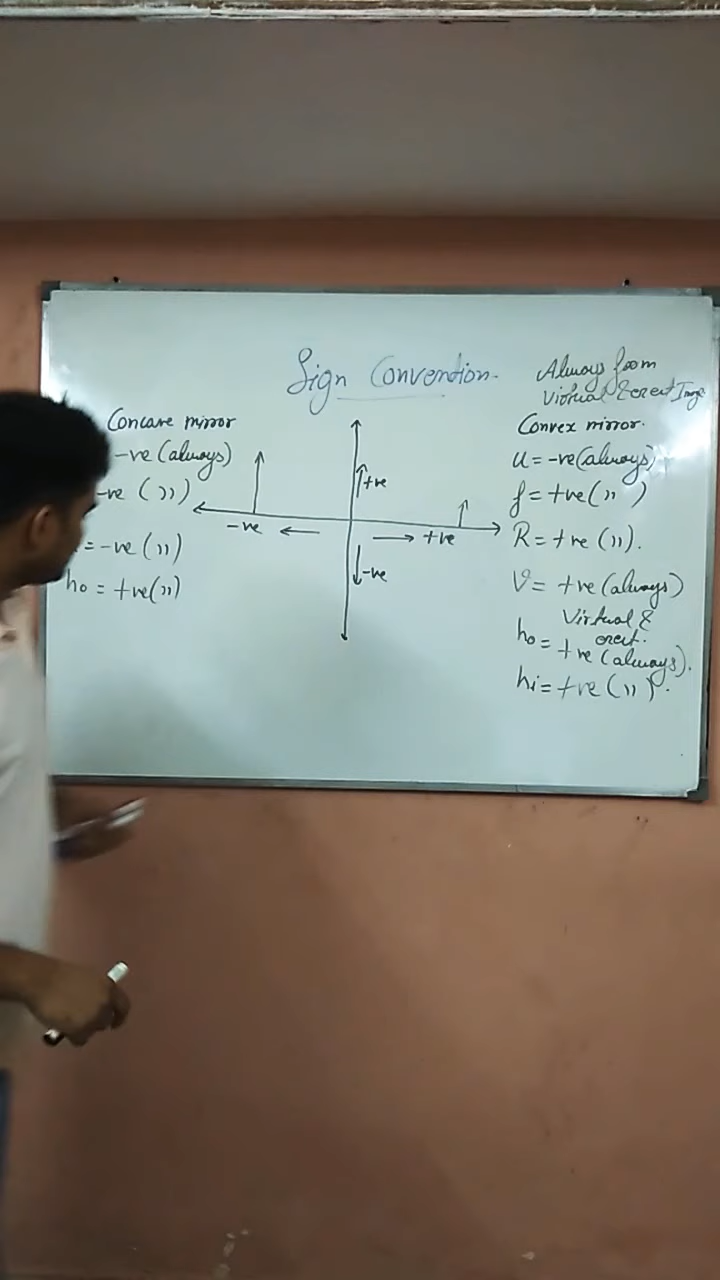 Sign Convention.
Concave mirror
-ve (always)
-ve ( " )
= -ve ( " )
ho = +ve ( " )
+ve
-ve
+ve
-ve
Always foom
Virtual & erect Image
Convex mirror.
u = -ve (always)
f = +ve ( " )
R = +ve ( " ).
V = +ve (always)
Virtual &
erect.
ho = +ve (always).
hi = +ve ( " ).